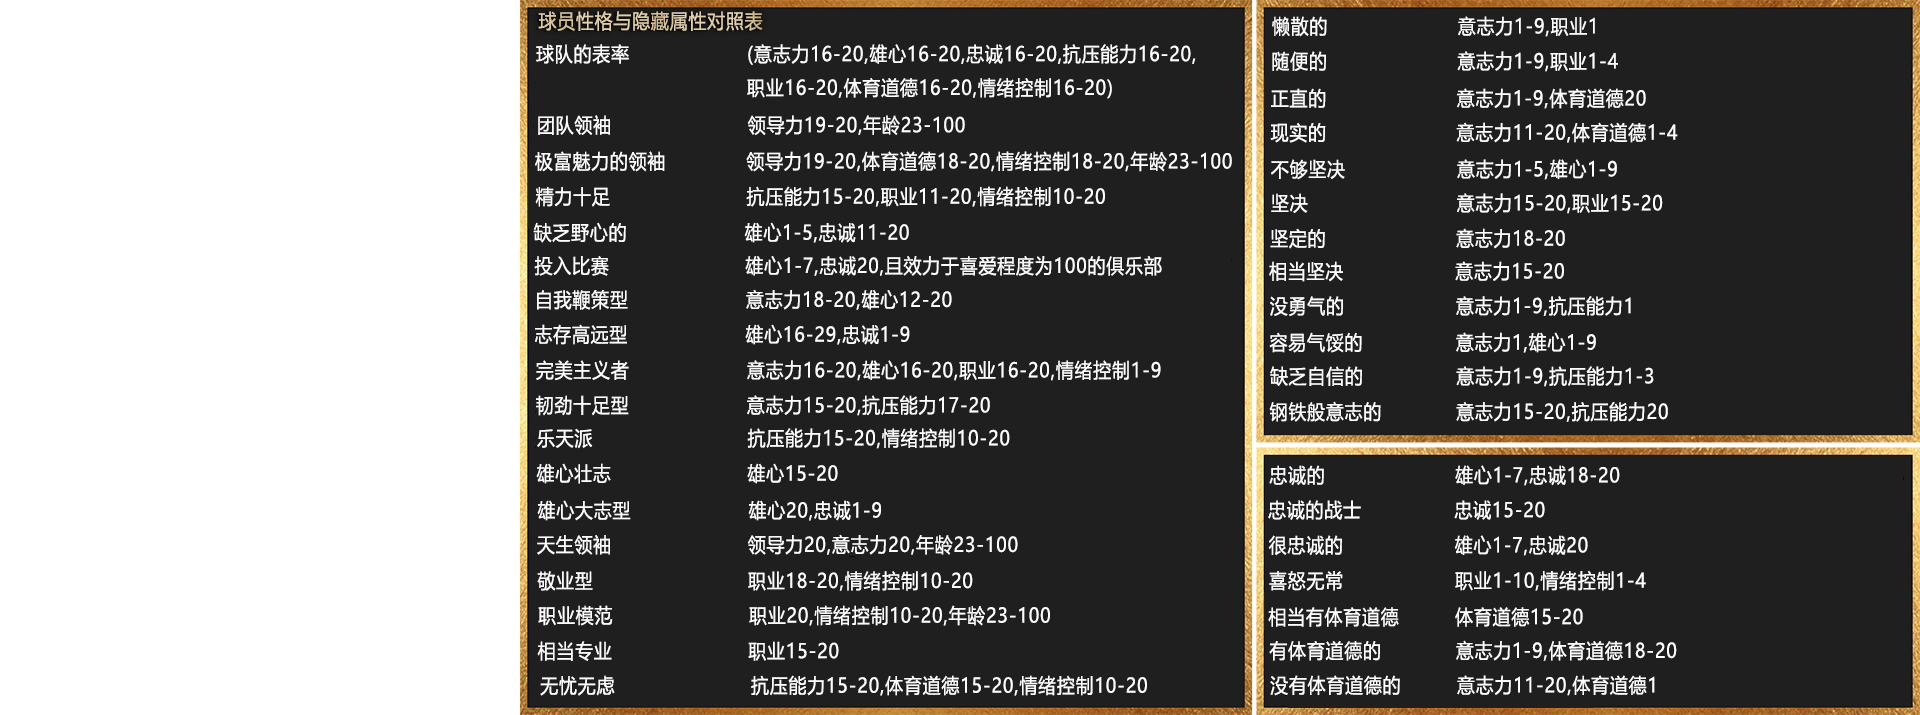 球员性格与隐藏属性对照表
球队的表率 (意志力16-20,雄心16-20,忠诚16-20,抗压能力16-20,
职业16-20,体育道德16-20,情绪控制16-20)
团队领袖 领导力19-20,年龄23-100
极富魅力的领袖 领导力19-20,体育道德18-20,情绪控制18-20,年龄23-100
精力十足 抗压能力15-20,职业11-20,情绪控制10-20
缺乏野心的 雄心1-5,忠诚11-20
投入比赛 雄心1-7,忠诚20,且效力于喜爱程度为100的俱乐部
自我鞭策型 意志力18-20,雄心12-20
志存高远型 雄心16-29,忠诚1-9
完美主义者 意志力16-20,雄心16-20,职业16-20,情绪控制1-9
韧劲十足型 意志力15-20,抗压能力17-20
乐天派 抗压能力15-20,情绪控制10-20
雄心壮志 雄心15-20
雄心大志型 雄心20,忠诚1-9
天生领袖 领导力20,意志力20,年龄23-100
敬业型 职业18-20,情绪控制10-20
职业模范 职业20,情绪控制10-20,年龄23-100
相当专业 职业15-20
无忧无虑 抗压能力15-20,体育道德15-20,情绪控制10-20
懒散的 意志力1-9,职业1
随便的 意志力1-9,职业1-4
正直的 意志力1-9,体育道德20
现实的 意志力11-20,体育道德1-4
不够坚决 意志力1-5,雄心1-9
坚决 意志力15-20,职业15-20
坚定的 意志力18-20
相当坚决 意志力15-20
没勇气的 意志力1-9,抗压能力1
容易气馁的 意志力1,雄心1-9
缺乏自信的 意志力1-9,抗压能力1-3
钢铁般意志的 意志力15-20,抗压能力20
忠诚的 雄心1-7,忠诚18-20
忠诚的战士 忠诚15-20
很忠诚的 雄心1-7,忠诚20
喜怒无常 职业1-10,情绪控制1-4
相当有体育道德 体育道德15-20
有体育道德的 意志力1-9,体育道德18-20
没有体育道德的 意志力11-20,体育道德1